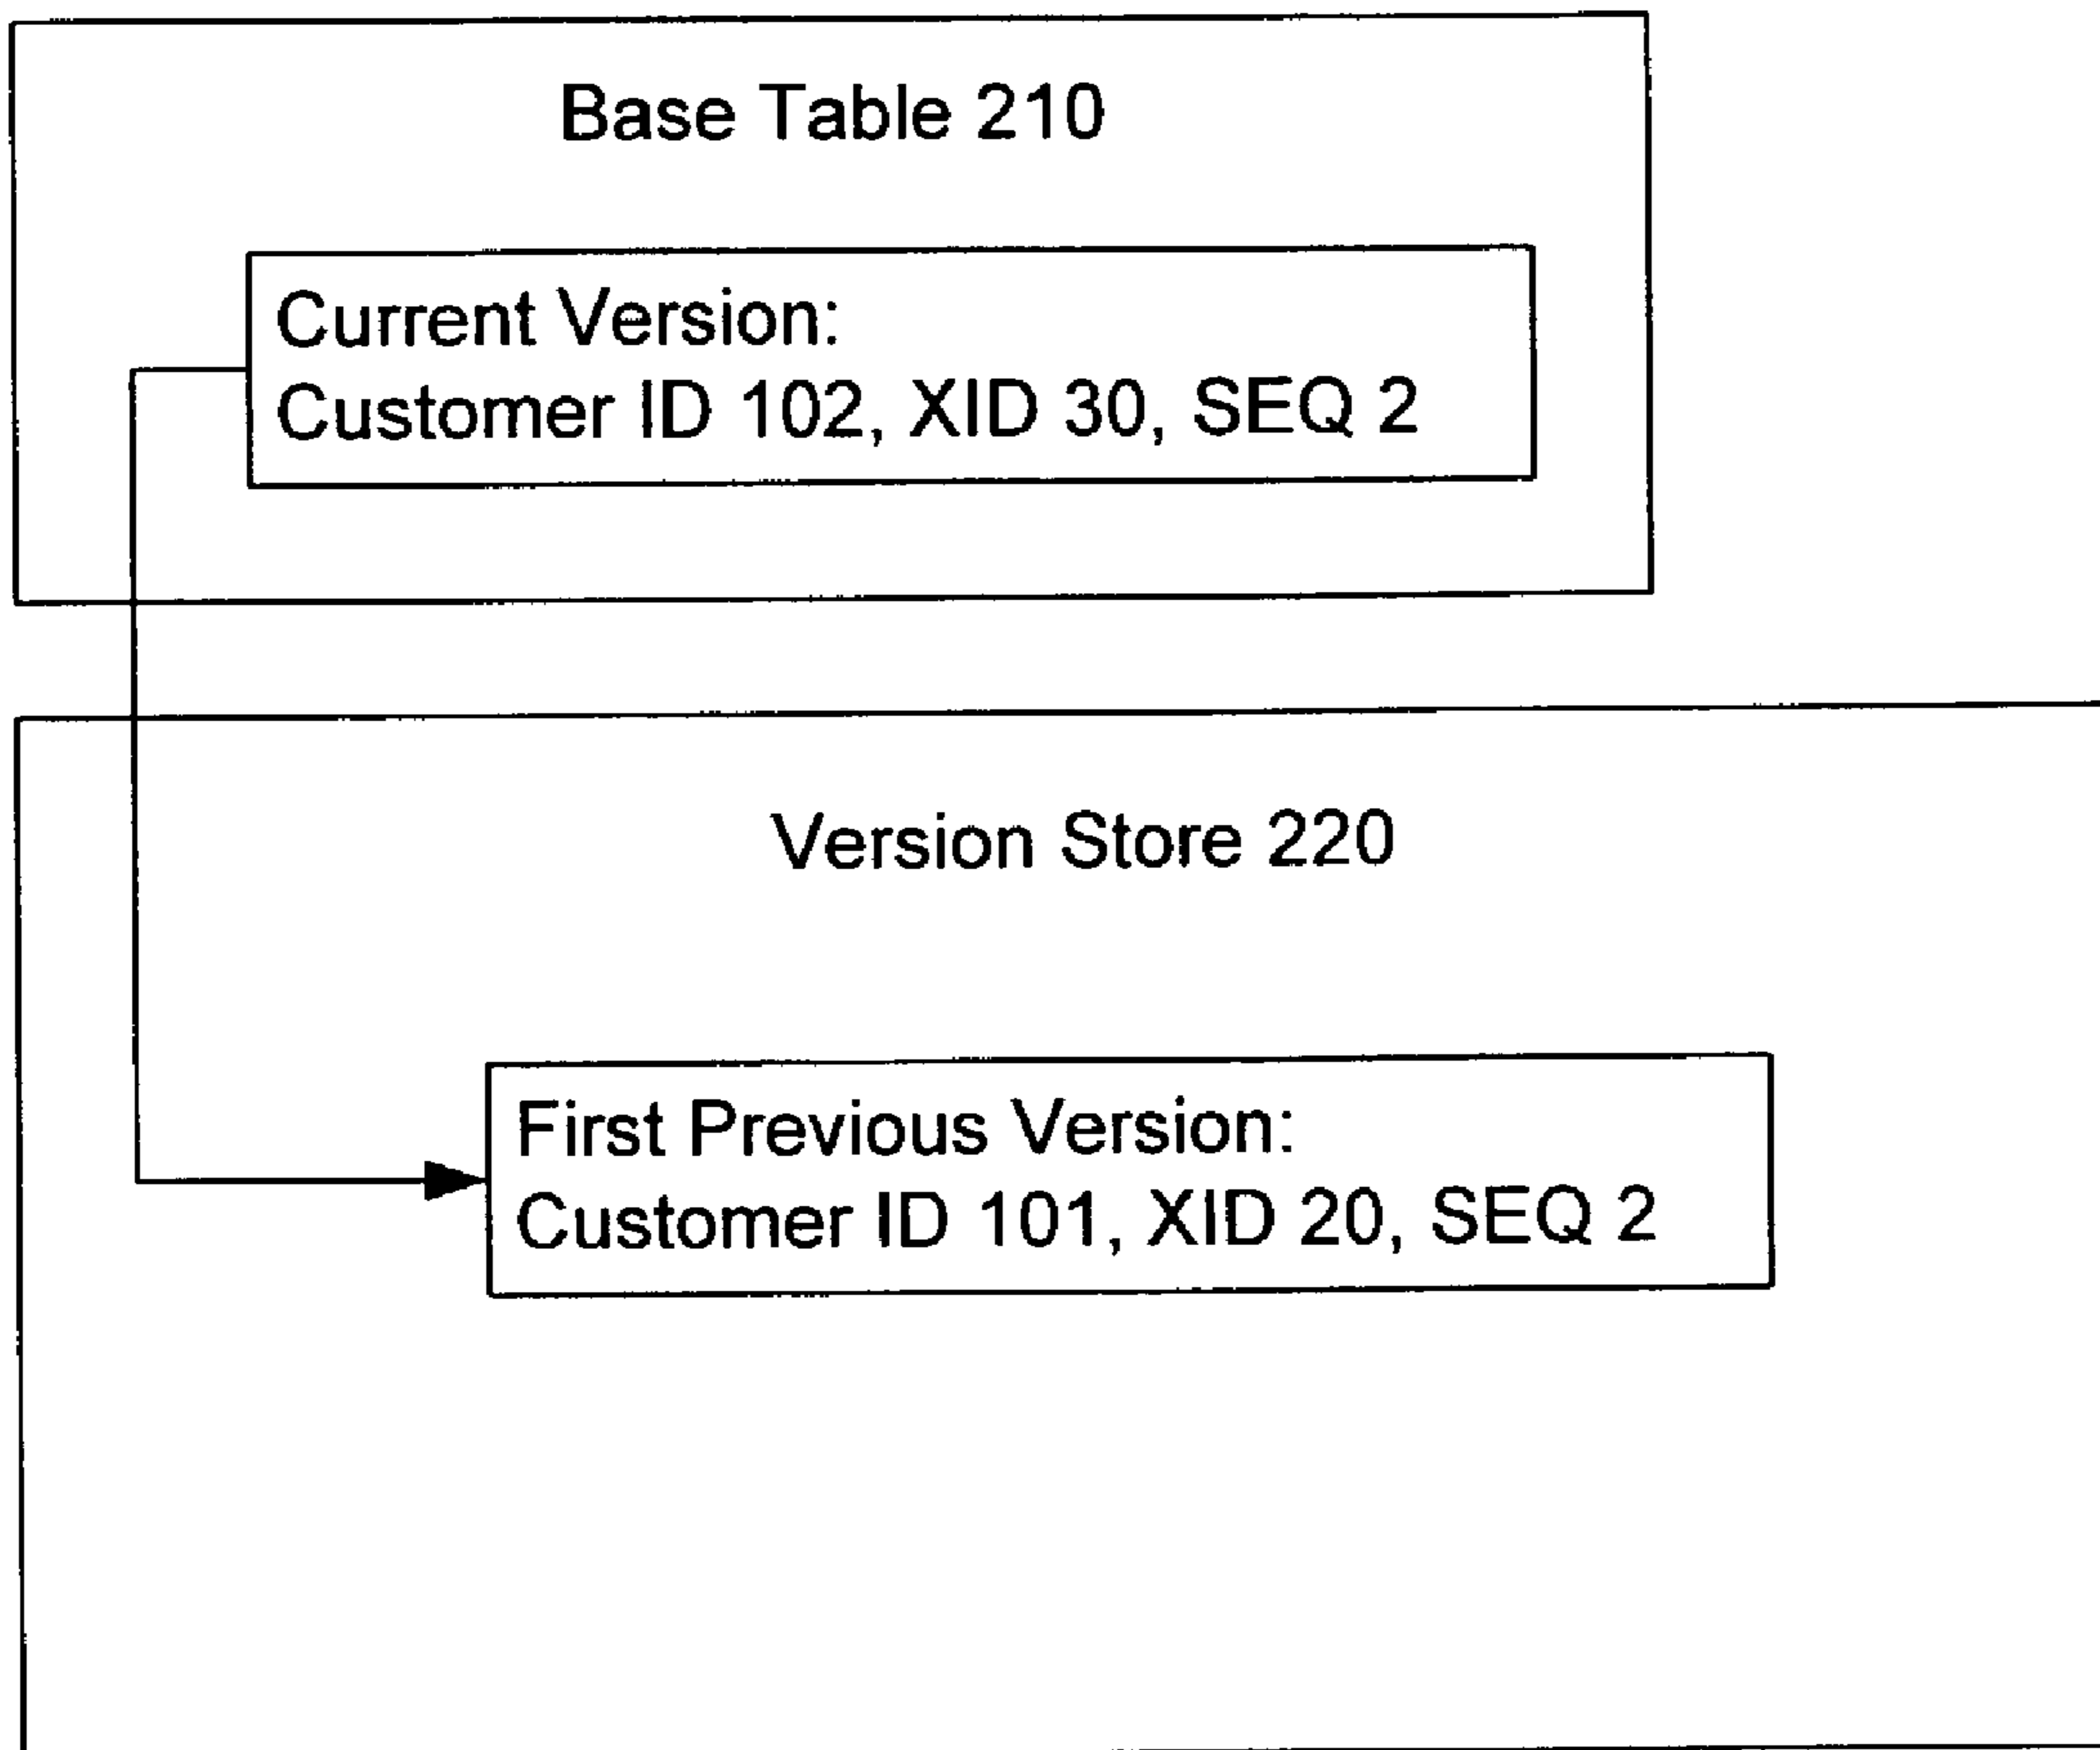 Base Table 210
Current Version:
Customer ID 102, XID 30, SEQ 2
Version Store 220
First Previous Version:
Customer ID 101, XID 20, SEQ 2